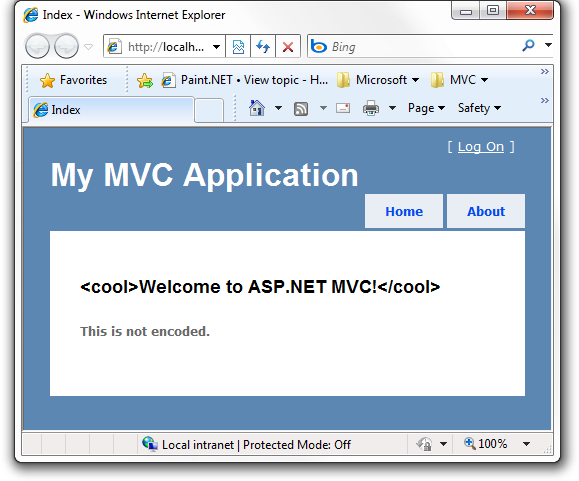 Index - Windows Internet Explorer
http://localh... Bing
Favorites Paint.NET • View topic - H... Microsoft MVC »
Index Page Safety »
[ Log On ]
My MVC Application
Home About
<cool>Welcome to ASP.NET MVC!</cool>
This is not encoded.
Local intranet | Protected Mode: Off 100%